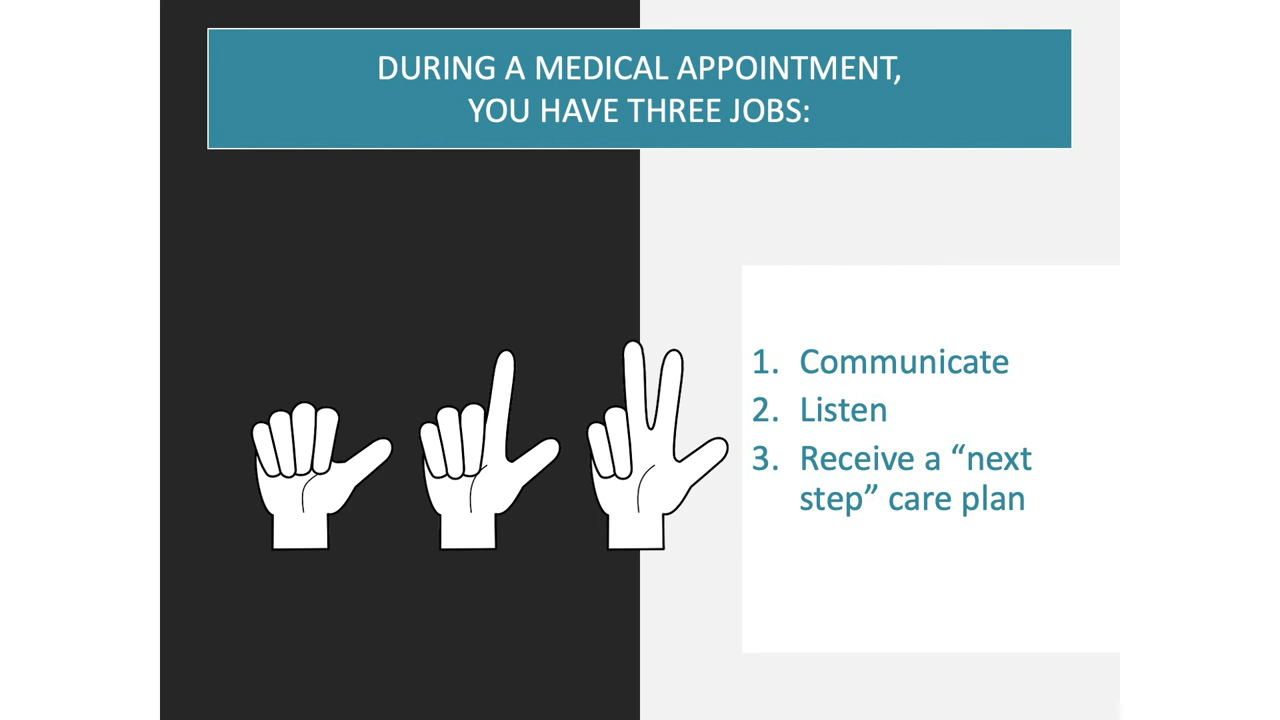 DURING A MEDICAL APPOINTMENT,
YOU HAVE THREE JOBS:
1. Communicate
2. Listen
3. Receive a “next
step” care plan